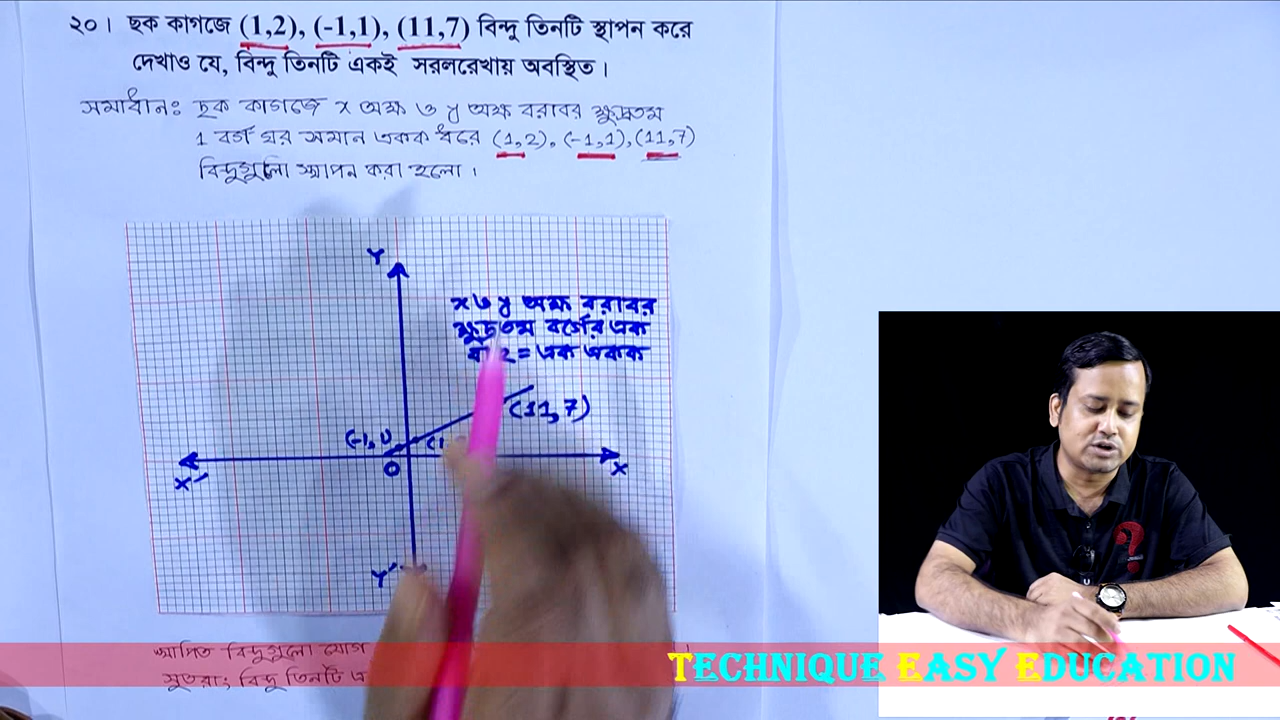 ২০। ছক কাগজে (1,2), (-1,1), (11,7) বিন্দু তিনটি স্থাপন করে
দেখাও যে, বিন্দু তিনটি একই সরলরেখায় অবস্থিত।
সমাধানঃ ছক কাগজে x অক্ষ ও y অক্ষ বরাবর ক্ষুদ্রতম
1 বর্গ ঘর সমান একক ধরে (1,2), (-1,1), (11,7)
বিন্দুগুলো স্থাপন করা হলো।
Y
x ও y অক্ষ বরাবর
ক্ষুদ্রতম বর্গের এক
= এক একক
(11,7)
(-1,1)
(1,
X′
O
X
Y′
স্থাপিত বিন্দুগুলো যোগ
সুতরাং বিন্দু তিনটি
TECHNIQUE EASY EDUCATION